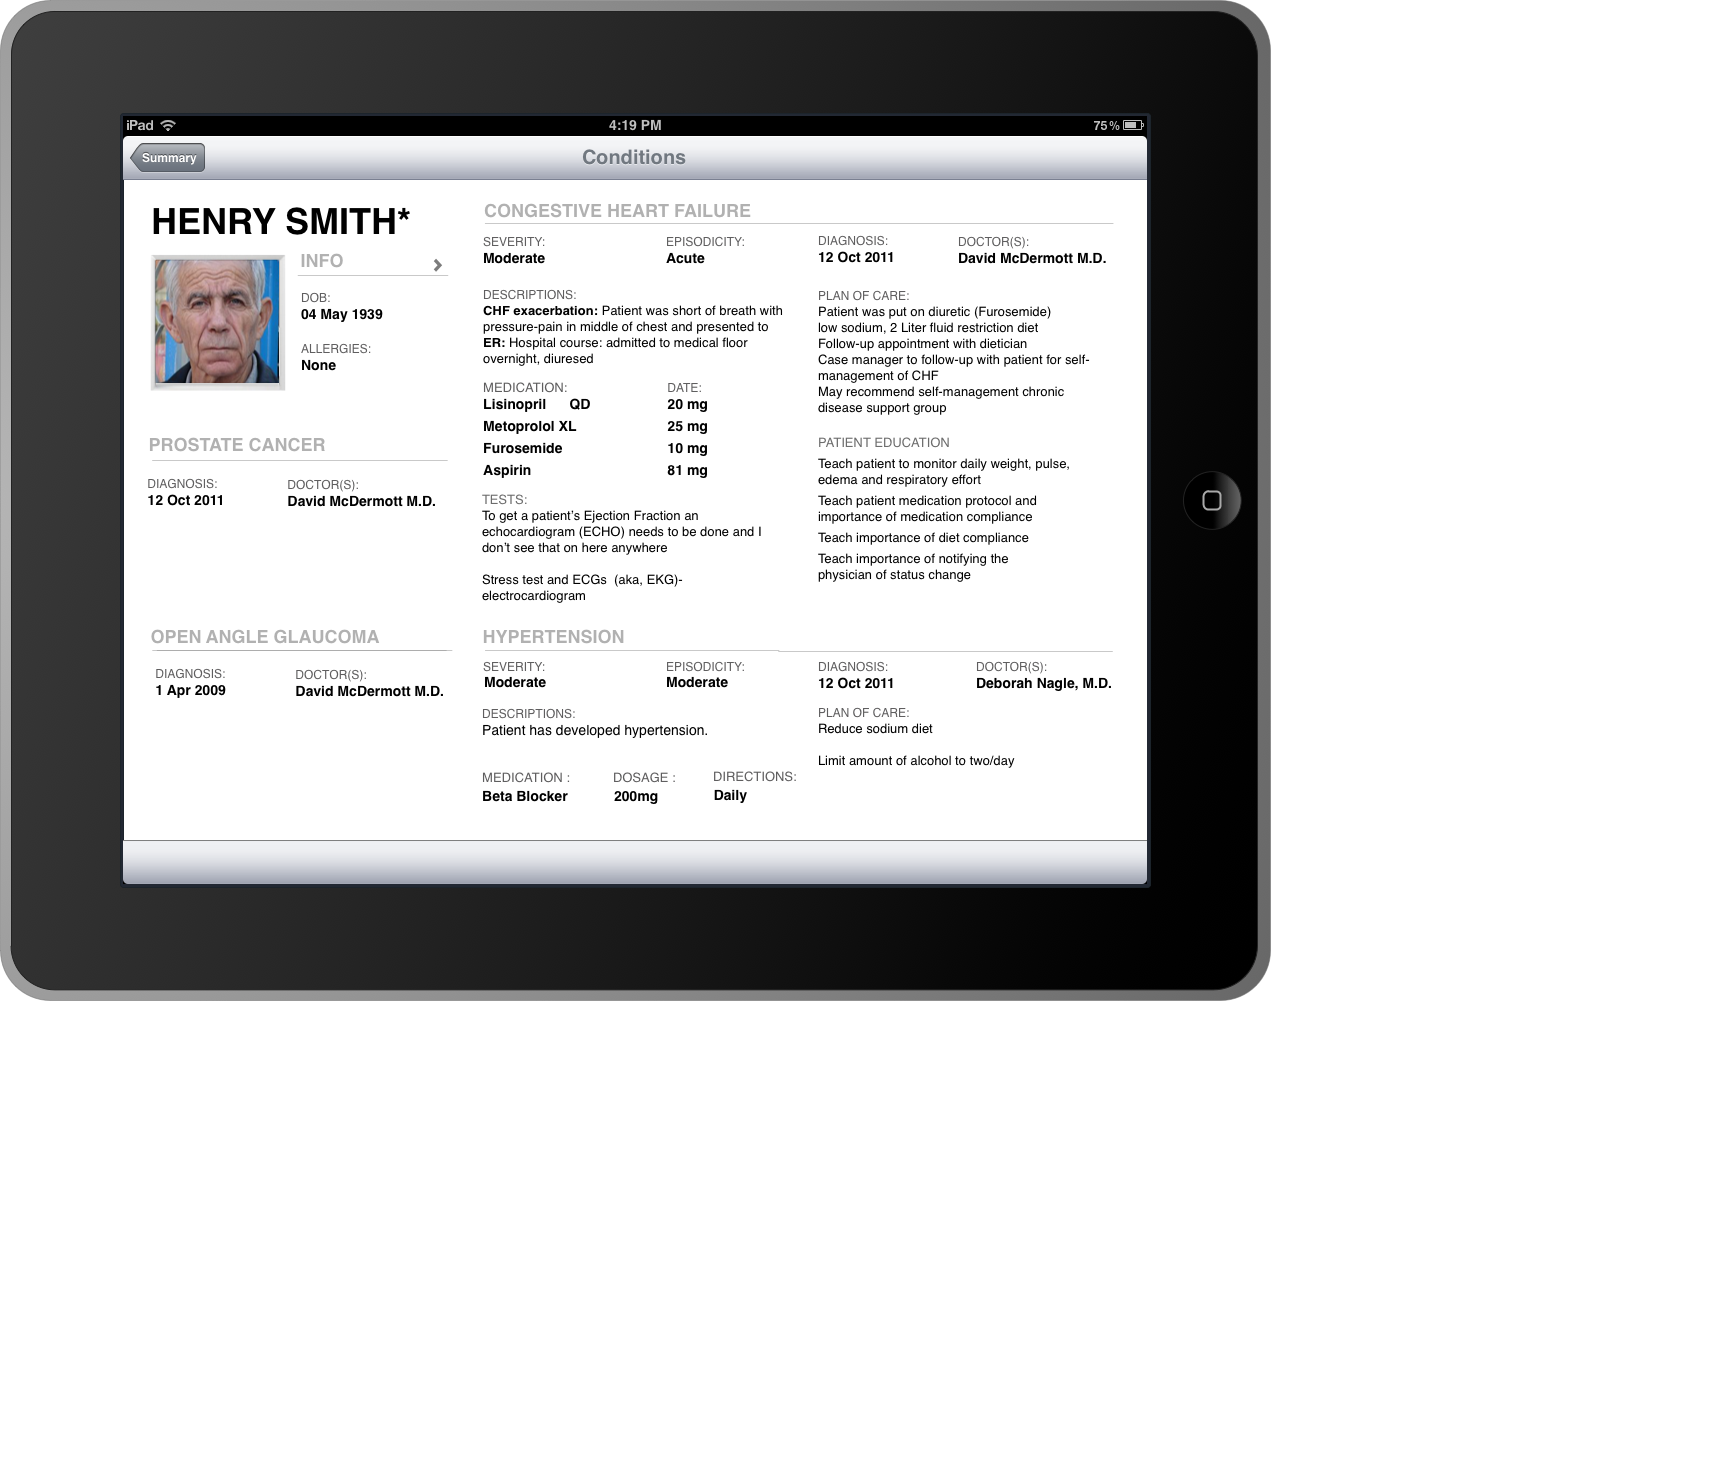 iPad
4:19 PM
75%
Summary
Conditions
HENRY SMITH*
INFO
DOB:
04 May 1939
ALLERGIES:
None
PROSTATE CANCER
DIAGNOSIS:
12 Oct 2011
DOCTOR(S):
David McDermott M.D.
OPEN ANGLE GLAUCOMA
DIAGNOSIS:
1 Apr 2009
DOCTOR(S):
David McDermott M.D.
CONGESTIVE HEART FAILURE
SEVERITY:
Moderate
EPISODICITY:
Acute
DIAGNOSIS:
12 Oct 2011
DOCTOR(S):
David McDermott M.D.
DESCRIPTIONS:
CHF exacerbation: Patient was short of breath with
pressure-pain in middle of chest and presented to
ER: Hospital course: admitted to medical floor
overnight, diuresed
MEDICATION: DATE:
Lisinopril QD 20 mg
Metoprolol XL 25 mg
Furosemide 10 mg
Aspirin 81 mg
TESTS:
To get a patient’s Ejection Fraction an
echocardiogram (ECHO) needs to be done and I
don’t see that on here anywhere
Stress test and ECGs (aka, EKG)-
electrocardiogram
PLAN OF CARE:
Patient was put on diuretic (Furosemide)
low sodium, 2 Liter fluid restriction diet
Follow-up appointment with dietician
Case manager to follow-up with patient for self-
management of CHF
May recommend self-management chronic
disease support group
PATIENT EDUCATION
Teach patient to monitor daily weight, pulse,
edema and respiratory effort
Teach patient medication protocol and
importance of medication compliance
Teach importance of diet compliance
Teach importance of notifying the
physician of status change
HYPERTENSION
SEVERITY:
Moderate
EPISODICITY:
Moderate
DIAGNOSIS:
12 Oct 2011
DOCTOR(S):
Deborah Nagle, M.D.
DESCRIPTIONS:
Patient has developed hypertension.
MEDICATION : DOSAGE : DIRECTIONS:
Beta Blocker 200mg Daily
PLAN OF CARE:
Reduce sodium diet
Limit amount of alcohol to two/day